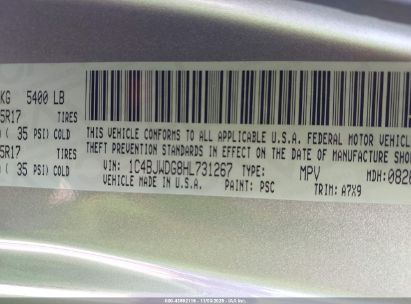 KG 5400 LB
5R17 TIRES
( 35 PSI) COLD
5R17 TIRES
( 35 PSI) COLD
THIS VEHICLE CONFORMS TO ALL APPLICABLE U.S.A. FEDERAL MOTOR VEHICL
THEFT PREVENTION STANDARDS IN EFFECT ON THE DATE OF MANUFACTURE SHO
VIN: 1C4BJWDG8HL731267 TYPE: MPV MDH: 082
VEHICLE MADE IN U.S.A. PAINT: PSC TRIM: A7X9